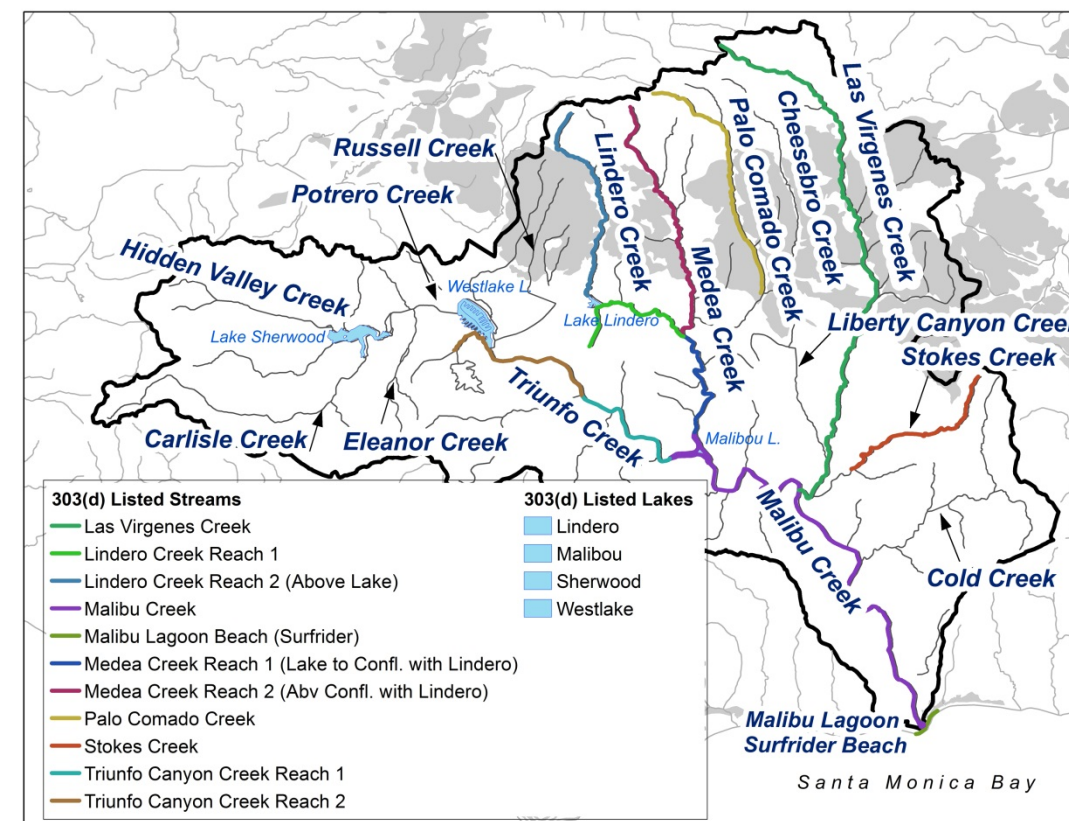 Las Virgenes Creek
Cheesebro Creek
Palo Comado Creek
Lindero Creek
Russell Creek
Potrero Creek
Medea Creek
Hidden Valley Creek
Westlake L.
Lake Sherwood
Lake Lindero
Liberty Canyon Creek
Stokes Creek
Triunfo Creek
Carlisle Creek
Eleanor Creek
Malibou L.
Malibu Creek
Cold Creek
303(d) Listed Streams
Las Virgenes Creek
Lindero Creek Reach 1
Lindero Creek Reach 2 (Above Lake)
Malibu Creek
Malibu Lagoon Beach (Surfrider)
Medea Creek Reach 1 (Lake to Confl. with Lindero)
Medea Creek Reach 2 (Abv Confl. with Lindero)
Palo Comado Creek
Stokes Creek
Triunfo Canyon Creek Reach 1
Triunfo Canyon Creek Reach 2
303(d) Listed Lakes
Lindero
Malibou
Sherwood
Westlake
Malibu Lagoon
Surfrider Beach
Santa Monica Bay